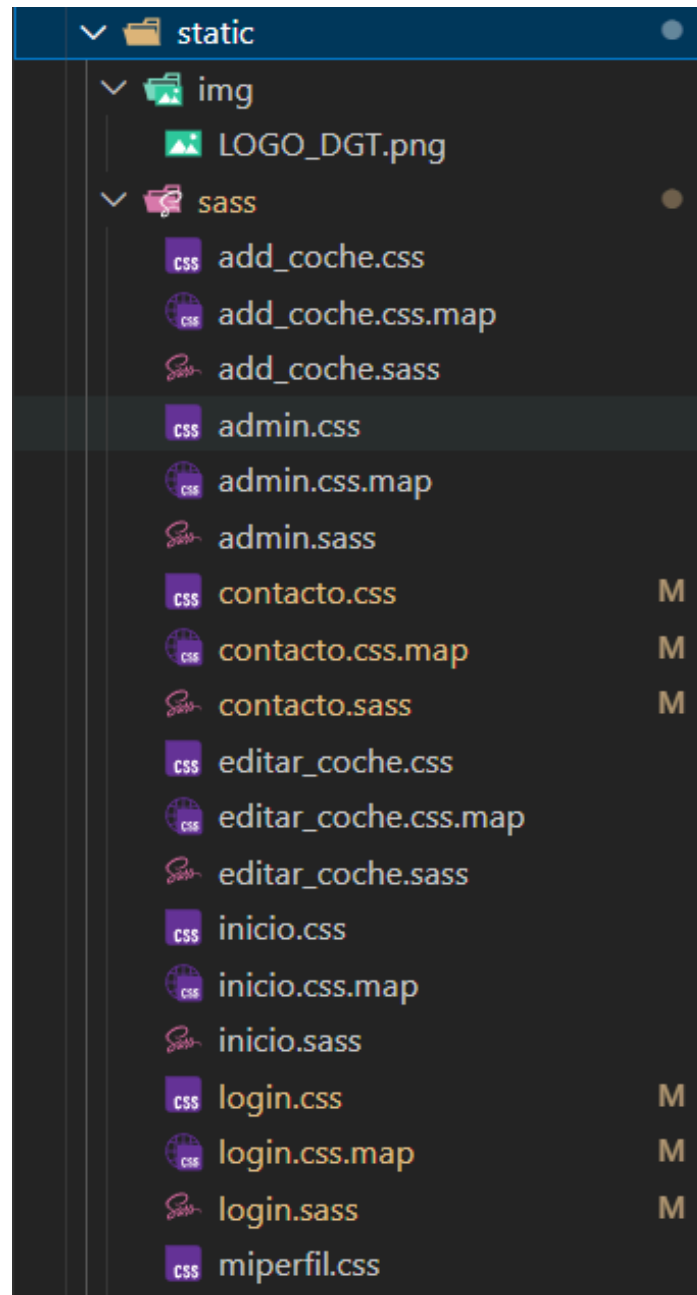 static
img
LOGO_DGT.png
sass
add_coche.css
add_coche.css.map
add_coche.sass
admin.css
admin.css.map
admin.sass
contacto.css M
contacto.css.map M
contacto.sass M
editar_coche.css
editar_coche.css.map
editar_coche.sass
inicio.css
inicio.css.map
inicio.sass
login.css M
login.css.map M
login.sass M
miperfil.css